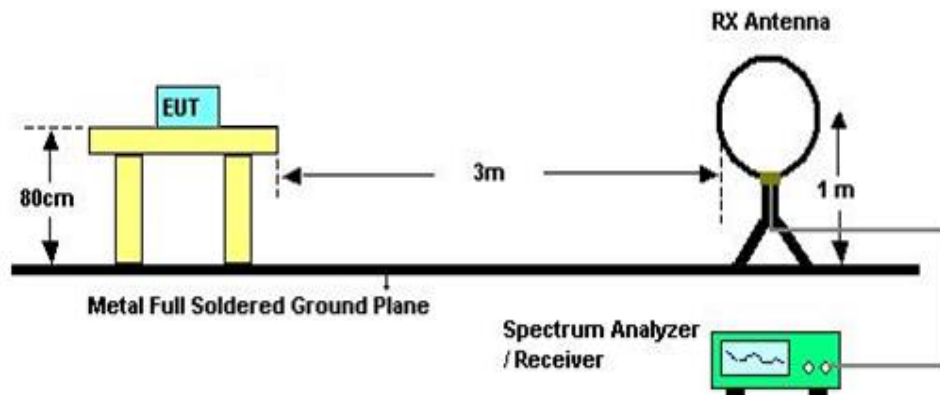 RX Antenna
EUT
80cm
3m
1 m
Metal Full Soldered Ground Plane
Spectrum Analyzer
/ Receiver